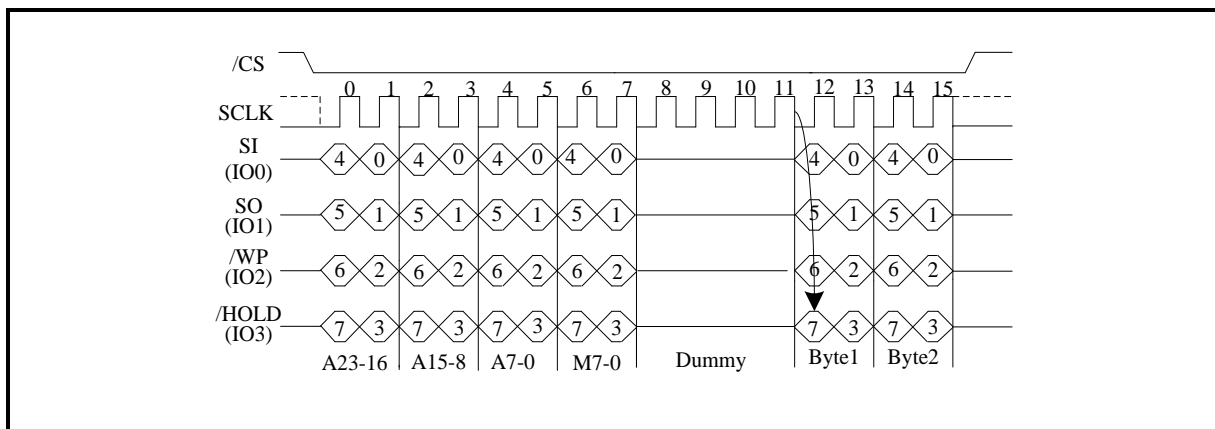 /CS
0 1 2 3 4 5 6 7 8 9 10 11 12 13 14 15
SCLK
SI
(IO0)
4 0 4 0 4 0 4 0 4 0 4 0
SO
(IO1)
5 1 5 1 5 1 5 1 5 1 5 1
/WP
(IO2)
6 2 6 2 6 2 6 2 6 2 6 2
/HOLD
(IO3)
7 3 7 3 7 3 7 3 7 3 7 3
A23-16 A15-8 A7-0 M7-0 Dummy Byte1 Byte2